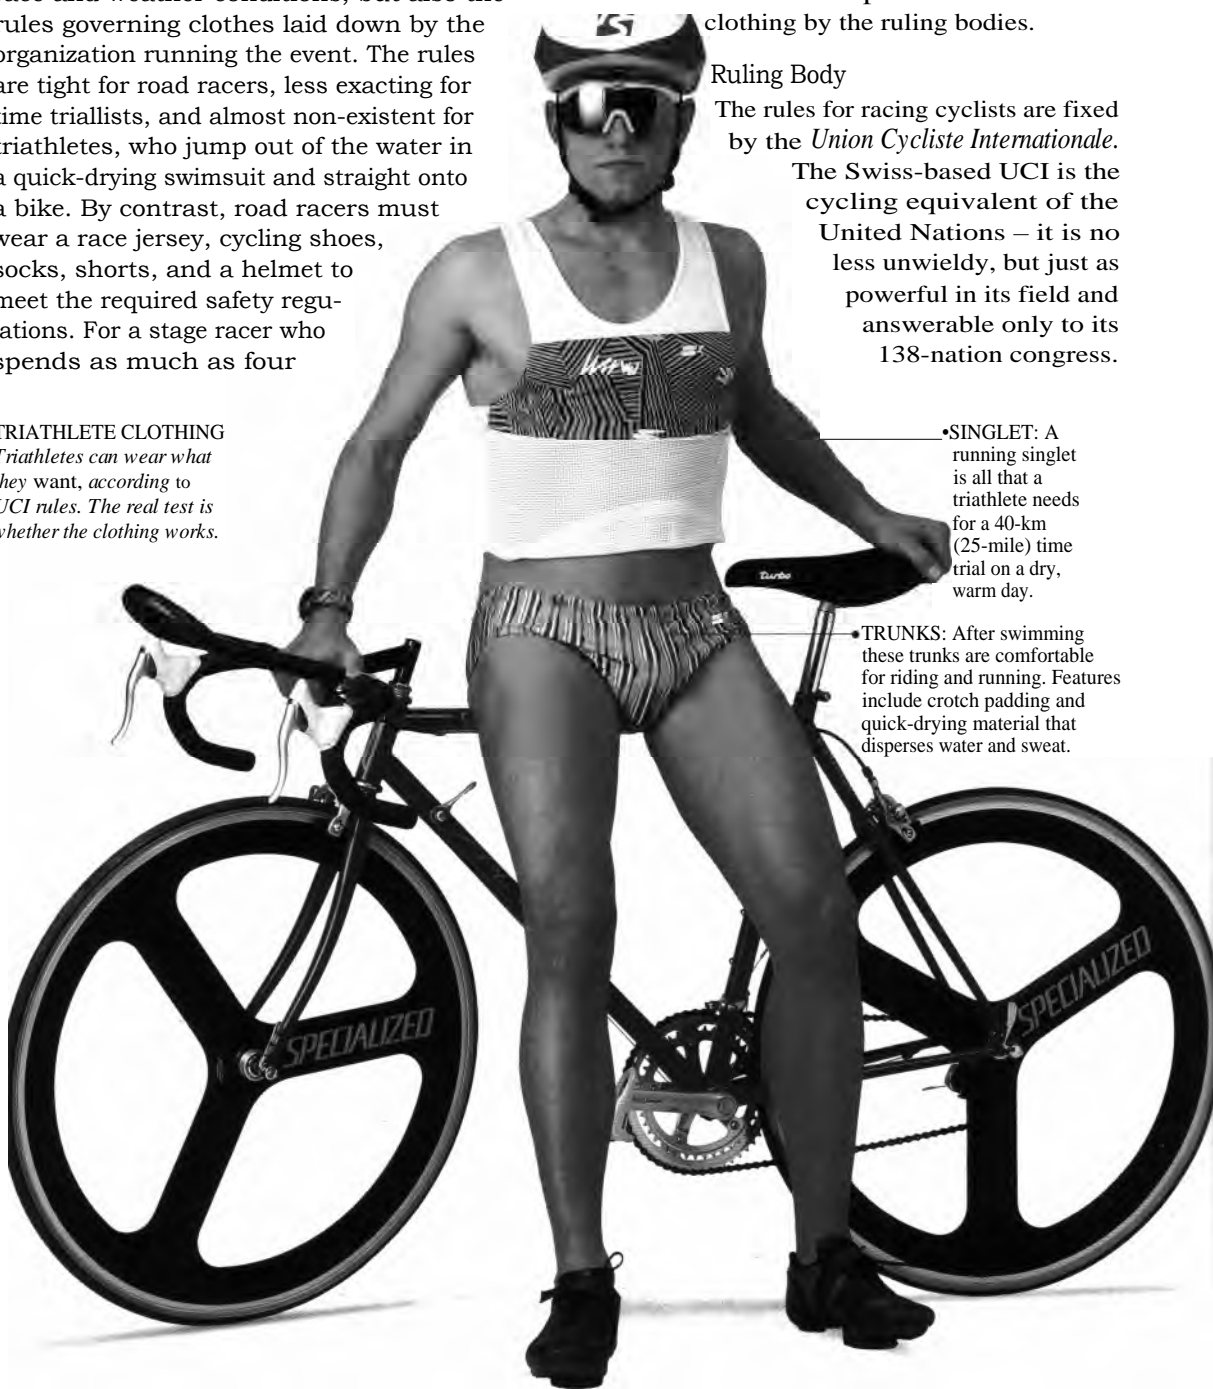 rules governing clothes laid down by the
organization running the event. The rules
are tight for road racers, less exacting for
time triallists, and almost non-existent for
triathletes, who jump out of the water in
a quick-drying swimsuit and straight onto
a bike. By contrast, road racers must
wear a race jersey, cycling shoes,
socks, shorts, and a helmet to
meet the required safety regu-
lations. For a stage racer who
spends as much as four
clothing by the ruling bodies.
Ruling Body
The rules for racing cyclists are fixed
by the Union Cycliste Internationale.
The Swiss-based UCI is the
cycling equivalent of the
United Nations – it is no
less unwieldy, but just as
powerful in its field and
answerable only to its
138-nation congress.
TRIATHLETE CLOTHING
Triathletes can wear what
they want, according to
UCI rules. The real test is
whether the clothing works.
•SINGLET: A
running singlet
is all that a
triathlete needs
for a 40-km
(25-mile) time
trial on a dry,
warm day.
•TRUNKS: After swimming
these trunks are comfortable
for riding and running. Features
include crotch padding and
quick-drying material that
disperses water and sweat.
turbo
SPECIALIZED
SPECIALIZED